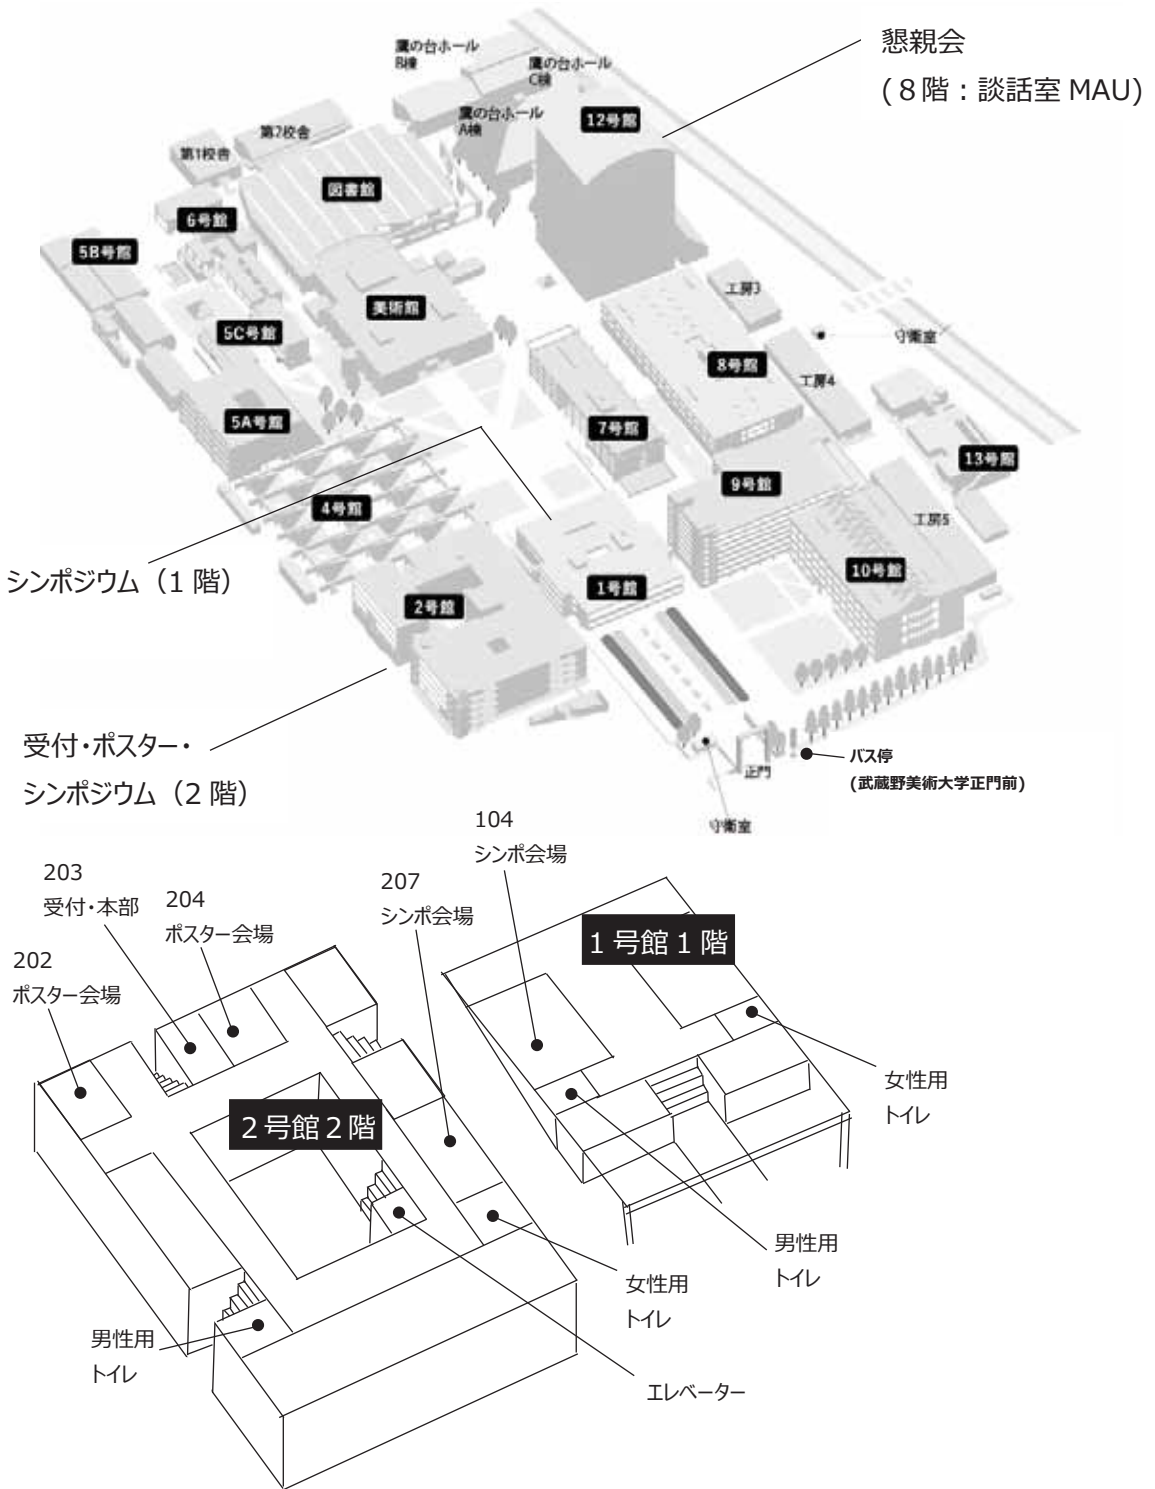 懇親会
(８階：談話室 MAU)
鷹の台ホール
B棟
鷹の台ホール
C棟
鷹の台ホール
A棟
12号館
第2校舎
第1校舎
図書館
6号館
5B号館
美術館
5C号館
工房3
守衛室
8号館
工房4
5A号館
7号館
13号館
9号館
4号館
工房5
シンポジウム（1 階）
10号館
1号館
2号館
受付・ポスター・
シンポジウム（2 階）
正門
バス停
(武蔵野美術大学正門前)
守衛室
104
シンポ会場
203
受付・本部
204
ポスター会場
207
シンポ会場
202
ポスター会場
１号館１階
２号館２階
女性用
トイレ
男性用
トイレ
女性用
トイレ
男性用
トイレ
エレベーター